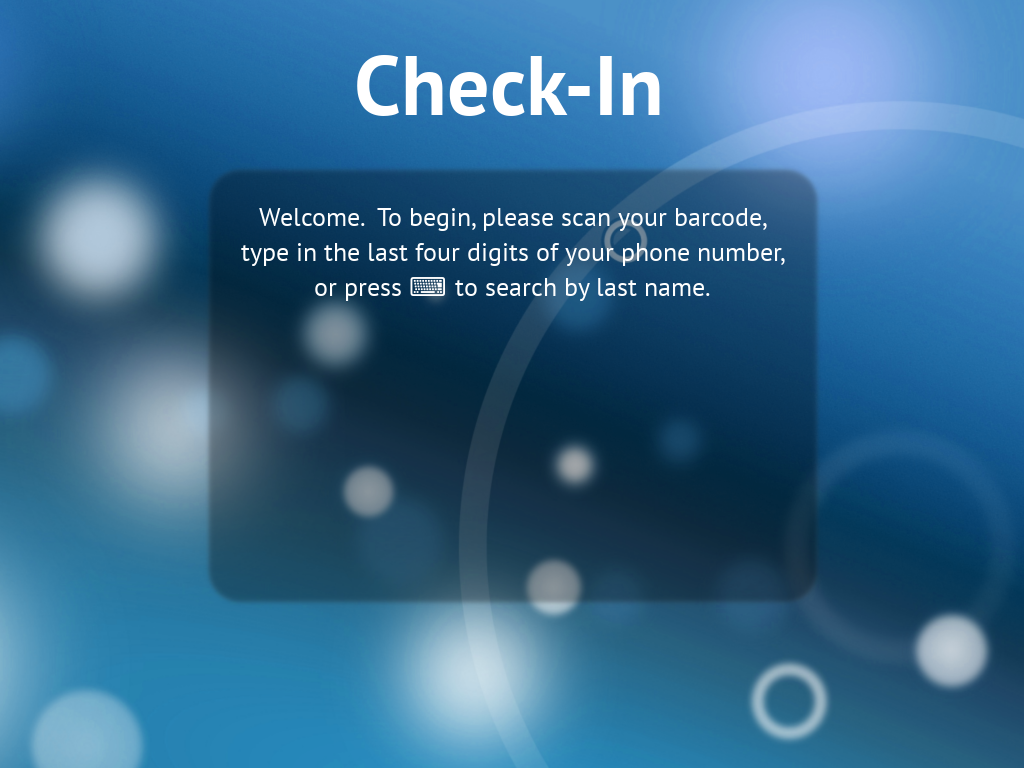 Check-In
Welcome.  To begin, please scan your barcode,
type in the last four digits of your phone number,
or press ⌨ to search by last name.